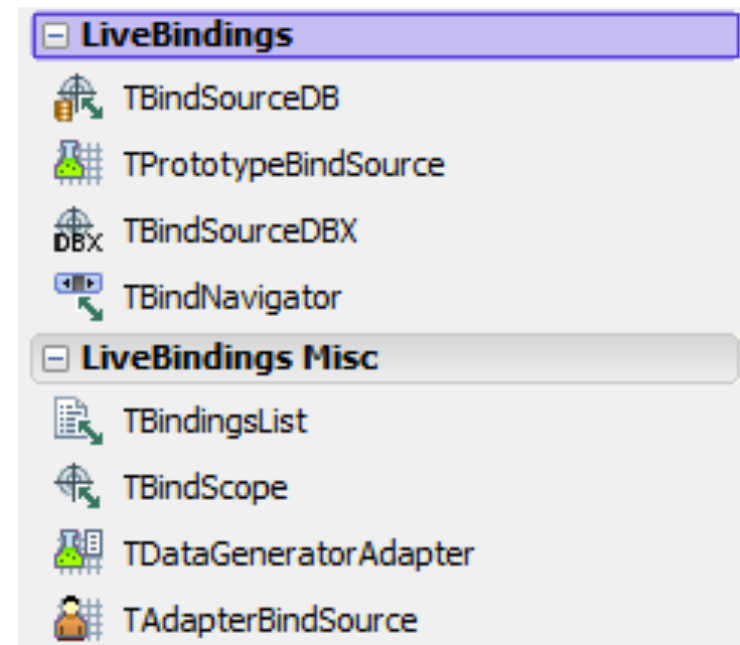 LiveBindings
TBindSourceDB
TPrototypeBindSource
DBX TBindSourceDBX
TBindNavigator
LiveBindings Misc
TBindingsList
TBindScope
TDataGeneratorAdapter
TAdapterBindSource